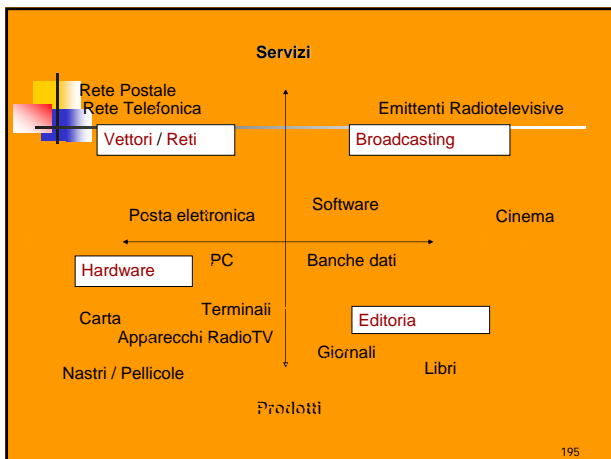 Servizi
Rete Postale
Rete Telefonica
Emittenti Radiotelevisive
Vettori / Reti
Broadcasting
Software
Posta elettronica
Cinema
PC
Banche dati
Hardware
Terminali
Carta
Editoria
Apparecchi RadioTV
Giornali
Libri
Nastri / Pellicole
Prodotti
195